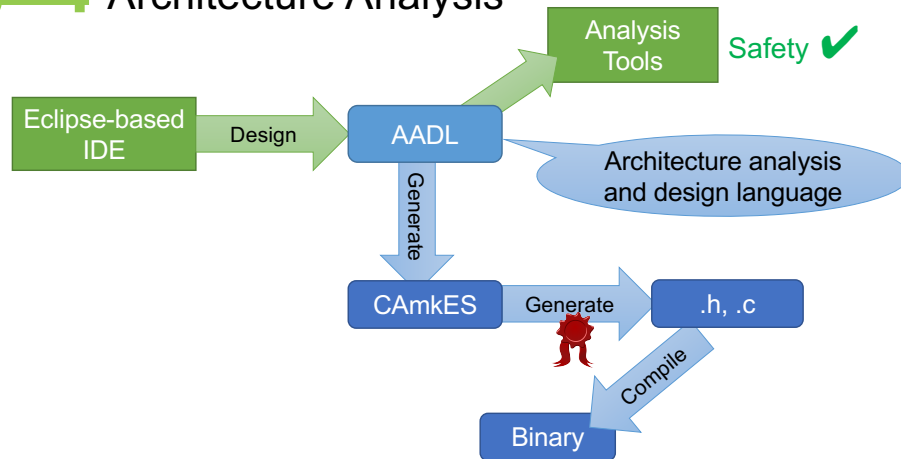 Architecture Analysis
Analysis
Tools
Safety ✔
Eclipse-based
IDE
Design
AADL
Architecture analysis
and design language
Generate
CAmkES
Generate
.h, .c
Compile
Binary